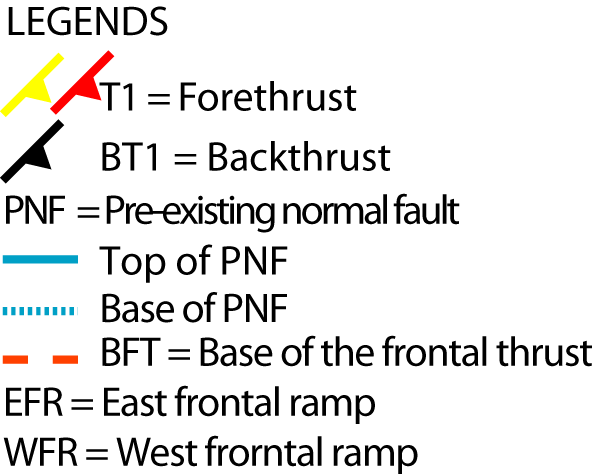 LEGENDS
T1 = Forethrust
BT1 = Backthrust
PNF = Pre-existing normal fault
Top of PNF
Base of PNF
BFT = Base of the frontal thrust
EFR = East frontal ramp
WFR = West frorntal ramp